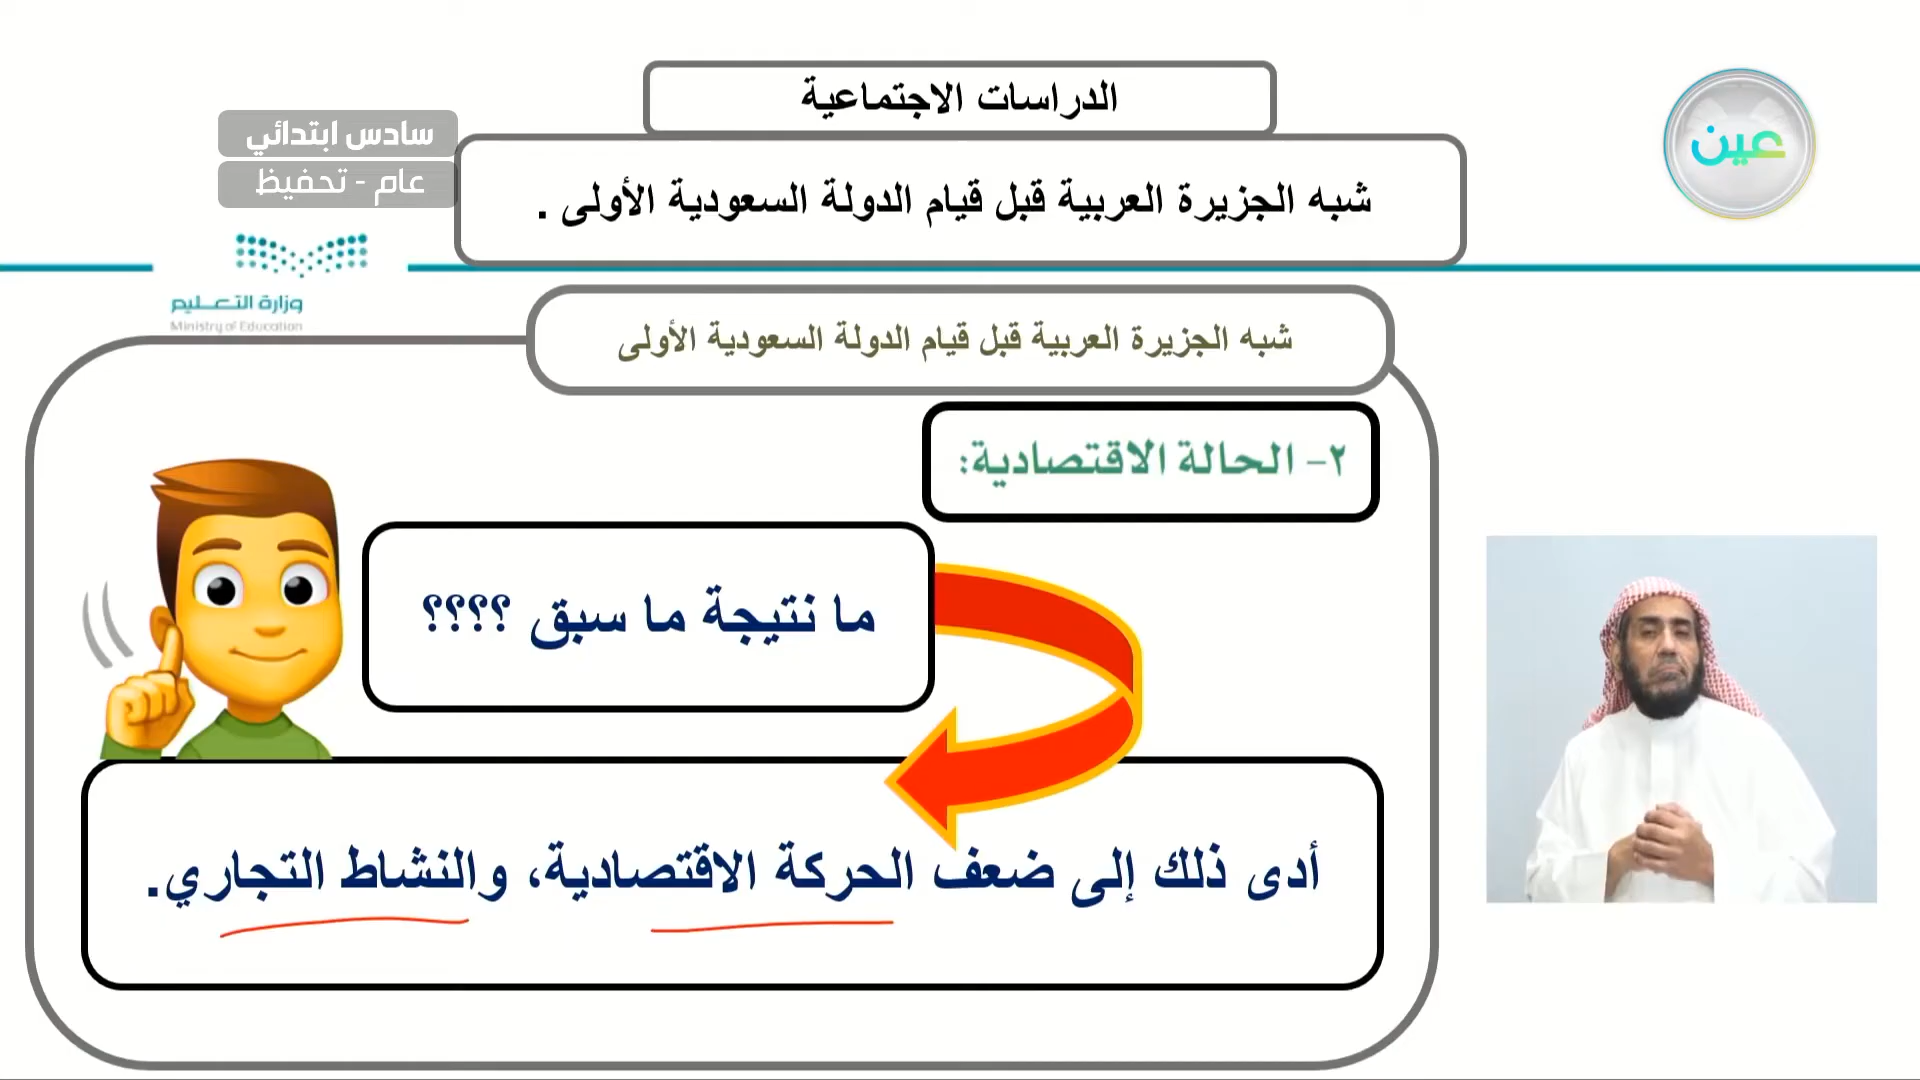 الدراسات الاجتماعية
عين
سادس ابتدائي
عام - تحفيظ
شبه الجزيرة العربية قبل قيام الدولة السعودية الأولى .
وزارة التعليم
Ministry of Education
شبه الجزيرة العربية قبل قيام الدولة السعودية الأولى
٢- الحالة الاقتصادية:
ما نتيجة ما سبق ؟؟؟؟
أدى ذلك إلى ضعف الحركة الاقتصادية، والنشاط التجاري.